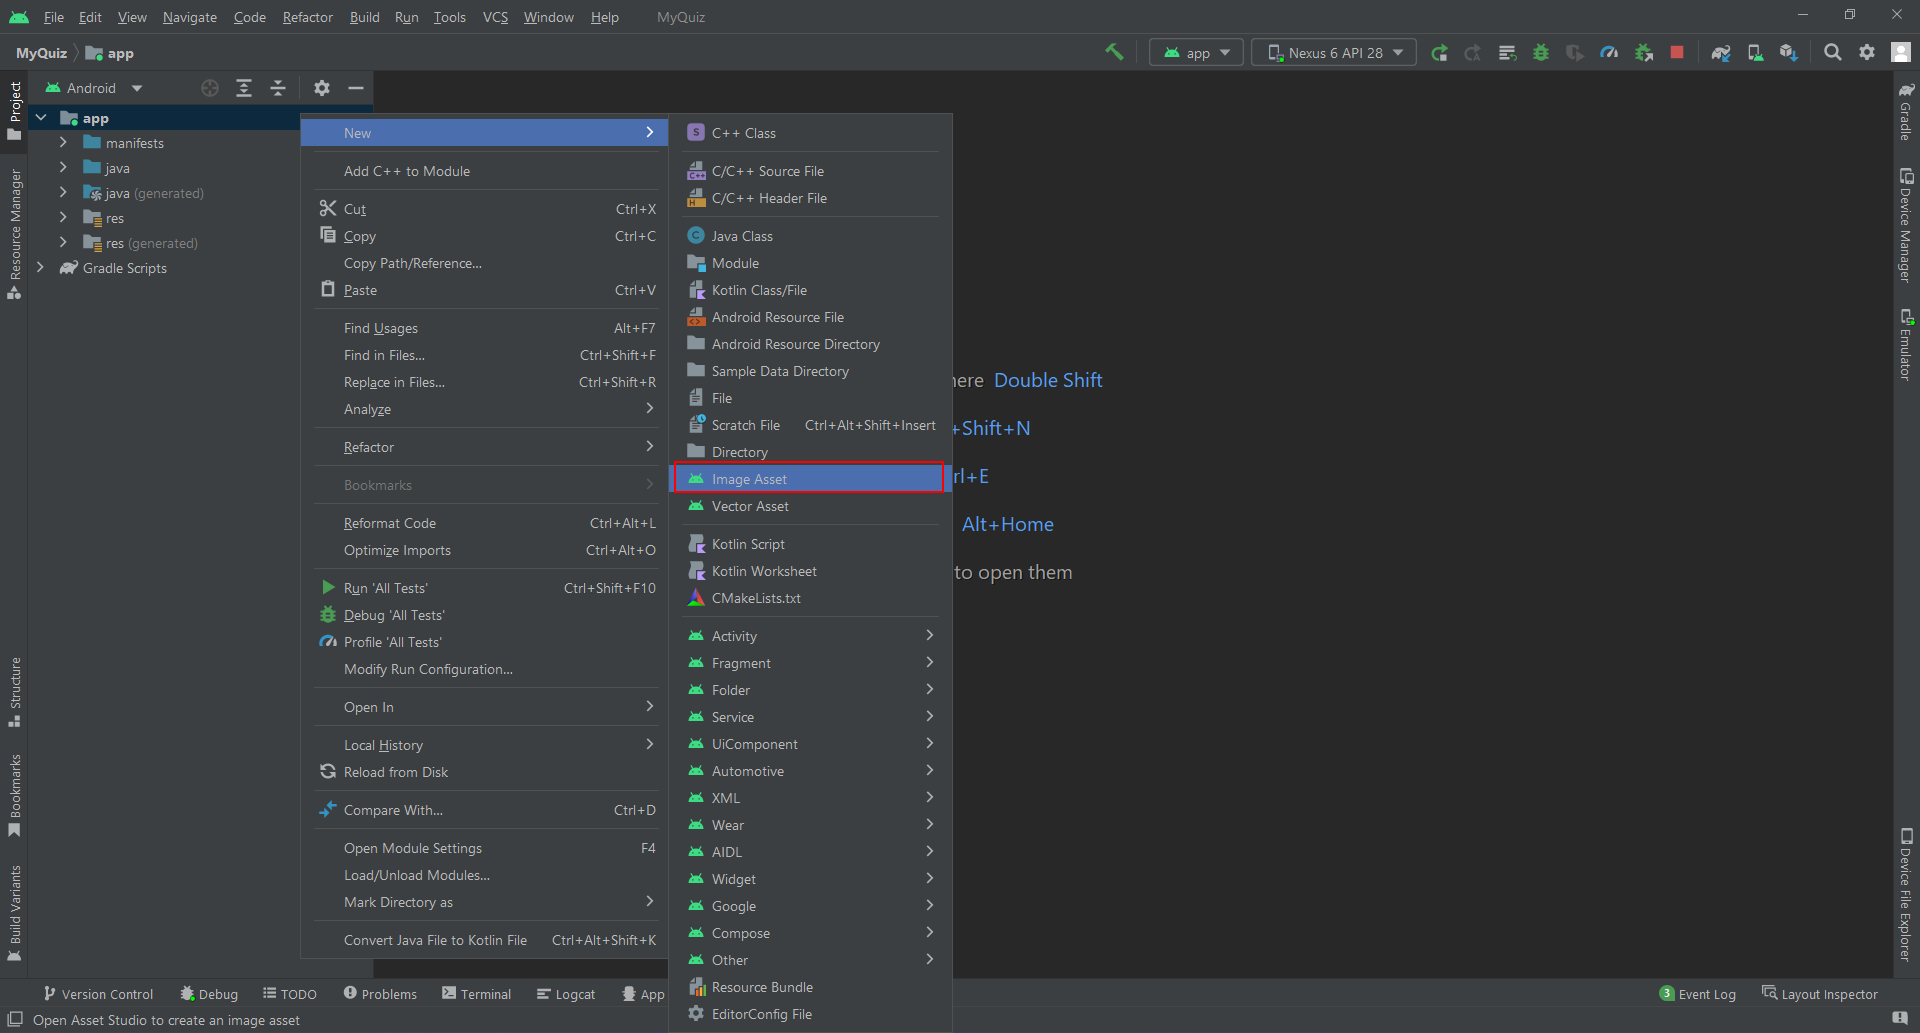 File Edit View Navigate Code Refactor Build Run Tools VCS Window Help MyQuiz
MyQuiz app
app
Nexus 6 API 28
Project
Resource Manager
Structure
Bookmarks
Build Variants
Android
app
manifests
java
java (generated)
res
res (generated)
Gradle Scripts
New
Add C++ to Module
Cut Ctrl+X
Copy Ctrl+C
Copy Path/Reference...
Paste Ctrl+V
Find Usages Alt+F7
Find in Files... Ctrl+Shift+F
Replace in Files... Ctrl+Shift+R
Analyze
Refactor
Bookmarks
Reformat Code Ctrl+Alt+L
Optimize Imports Ctrl+Alt+O
Run 'All Tests' Ctrl+Shift+F10
Debug 'All Tests'
Profile 'All Tests'
Modify Run Configuration...
Open In
Local History
Reload from Disk
Compare With... Ctrl+D
Open Module Settings F4
Load/Unload Modules...
Mark Directory as
Convert Java File to Kotlin File Ctrl+Alt+Shift+K
S C++ Class
C++ C/C++ Source File
H C/C++ Header File
C Java Class
Module
Kotlin Class/File
Android Resource File
Android Resource Directory
Sample Data Directory
File
Scratch File Ctrl+Alt+Shift+Insert
Directory
Image Asset
Vector Asset
Kotlin Script
Kotlin Worksheet
CMakeLists.txt
Activity
Fragment
Folder
Service
UiComponent
Automotive
XML
Wear
AIDL
Widget
Google
Compose
Other
Resource Bundle
EditorConfig File
here Double Shift
+Shift+N
rl+E
Alt+Home
to open them
Gradle
Device Manager
Emulator
Device File Explorer
Version Control Debug TODO Problems Terminal Logcat App
3 Event Log Layout Inspector
Open Asset Studio to create an image asset